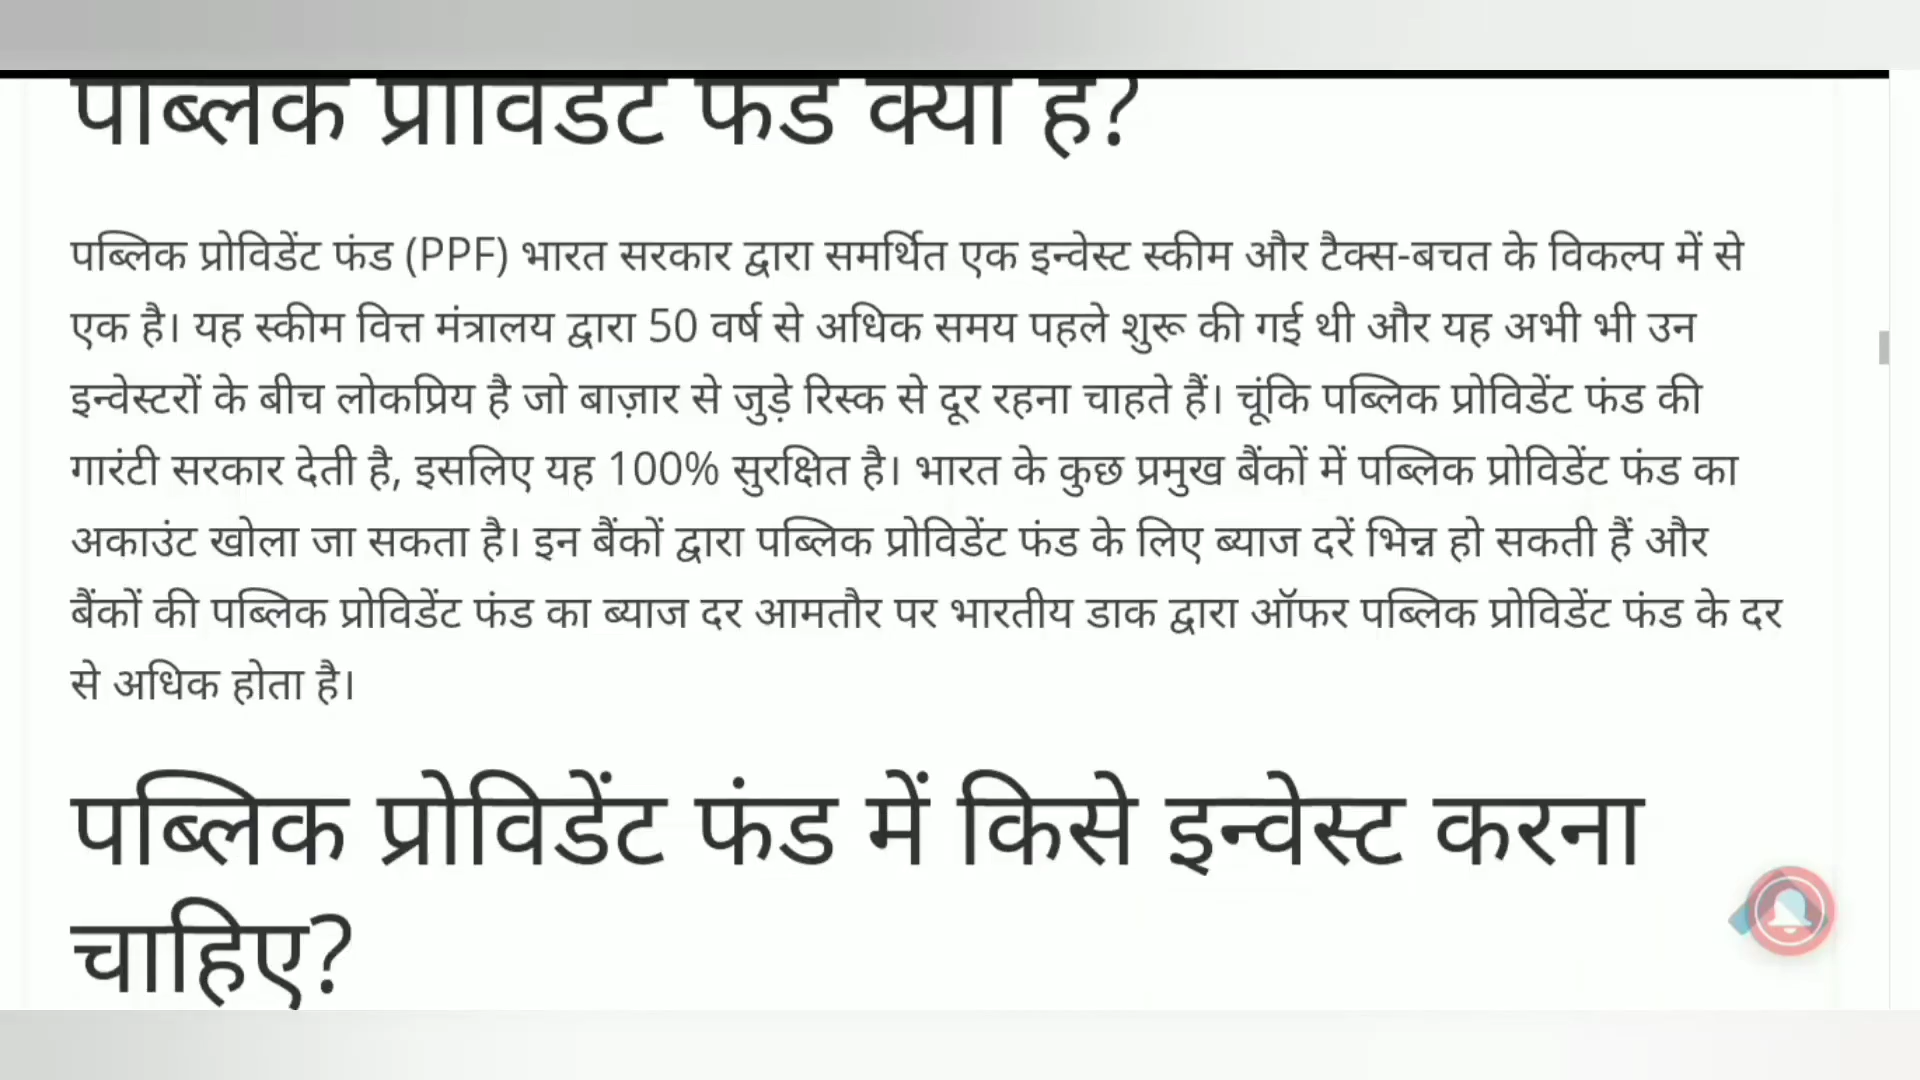 पब्लिक प्रोविडेंट फंड क्या है?
पब्लिक प्रोविडेंट फंड (PPF) भारत सरकार द्वारा समर्थित एक इन्वेस्ट स्कीम और टैक्स-बचत के विकल्प में से
एक है। यह स्कीम वित्त मंत्रालय द्वारा 50 वर्ष से अधिक समय पहले शुरू की गई थी और यह अभी भी उन
इन्वेस्टरों के बीच लोकप्रिय है जो बाज़ार से जुड़े रिस्क से दूर रहना चाहते हैं। चूंकि पब्लिक प्रोविडेंट फंड की
गारंटी सरकार देती है, इसलिए यह 100% सुरक्षित है। भारत के कुछ प्रमुख बैंकों में पब्लिक प्रोविडेंट फंड का
अकाउंट खोला जा सकता है। इन बैंकों द्वारा पब्लिक प्रोविडेंट फंड के लिए ब्याज दरें भिन्न हो सकती हैं और
बैंकों की पब्लिक प्रोविडेंट फंड का ब्याज दर आमतौर पर भारतीय डाक द्वारा ऑफर पब्लिक प्रोविडेंट फंड के दर
से अधिक होता है।
पब्लिक प्रोविडेंट फंड में किसे इन्वेस्ट करना
चाहिए?